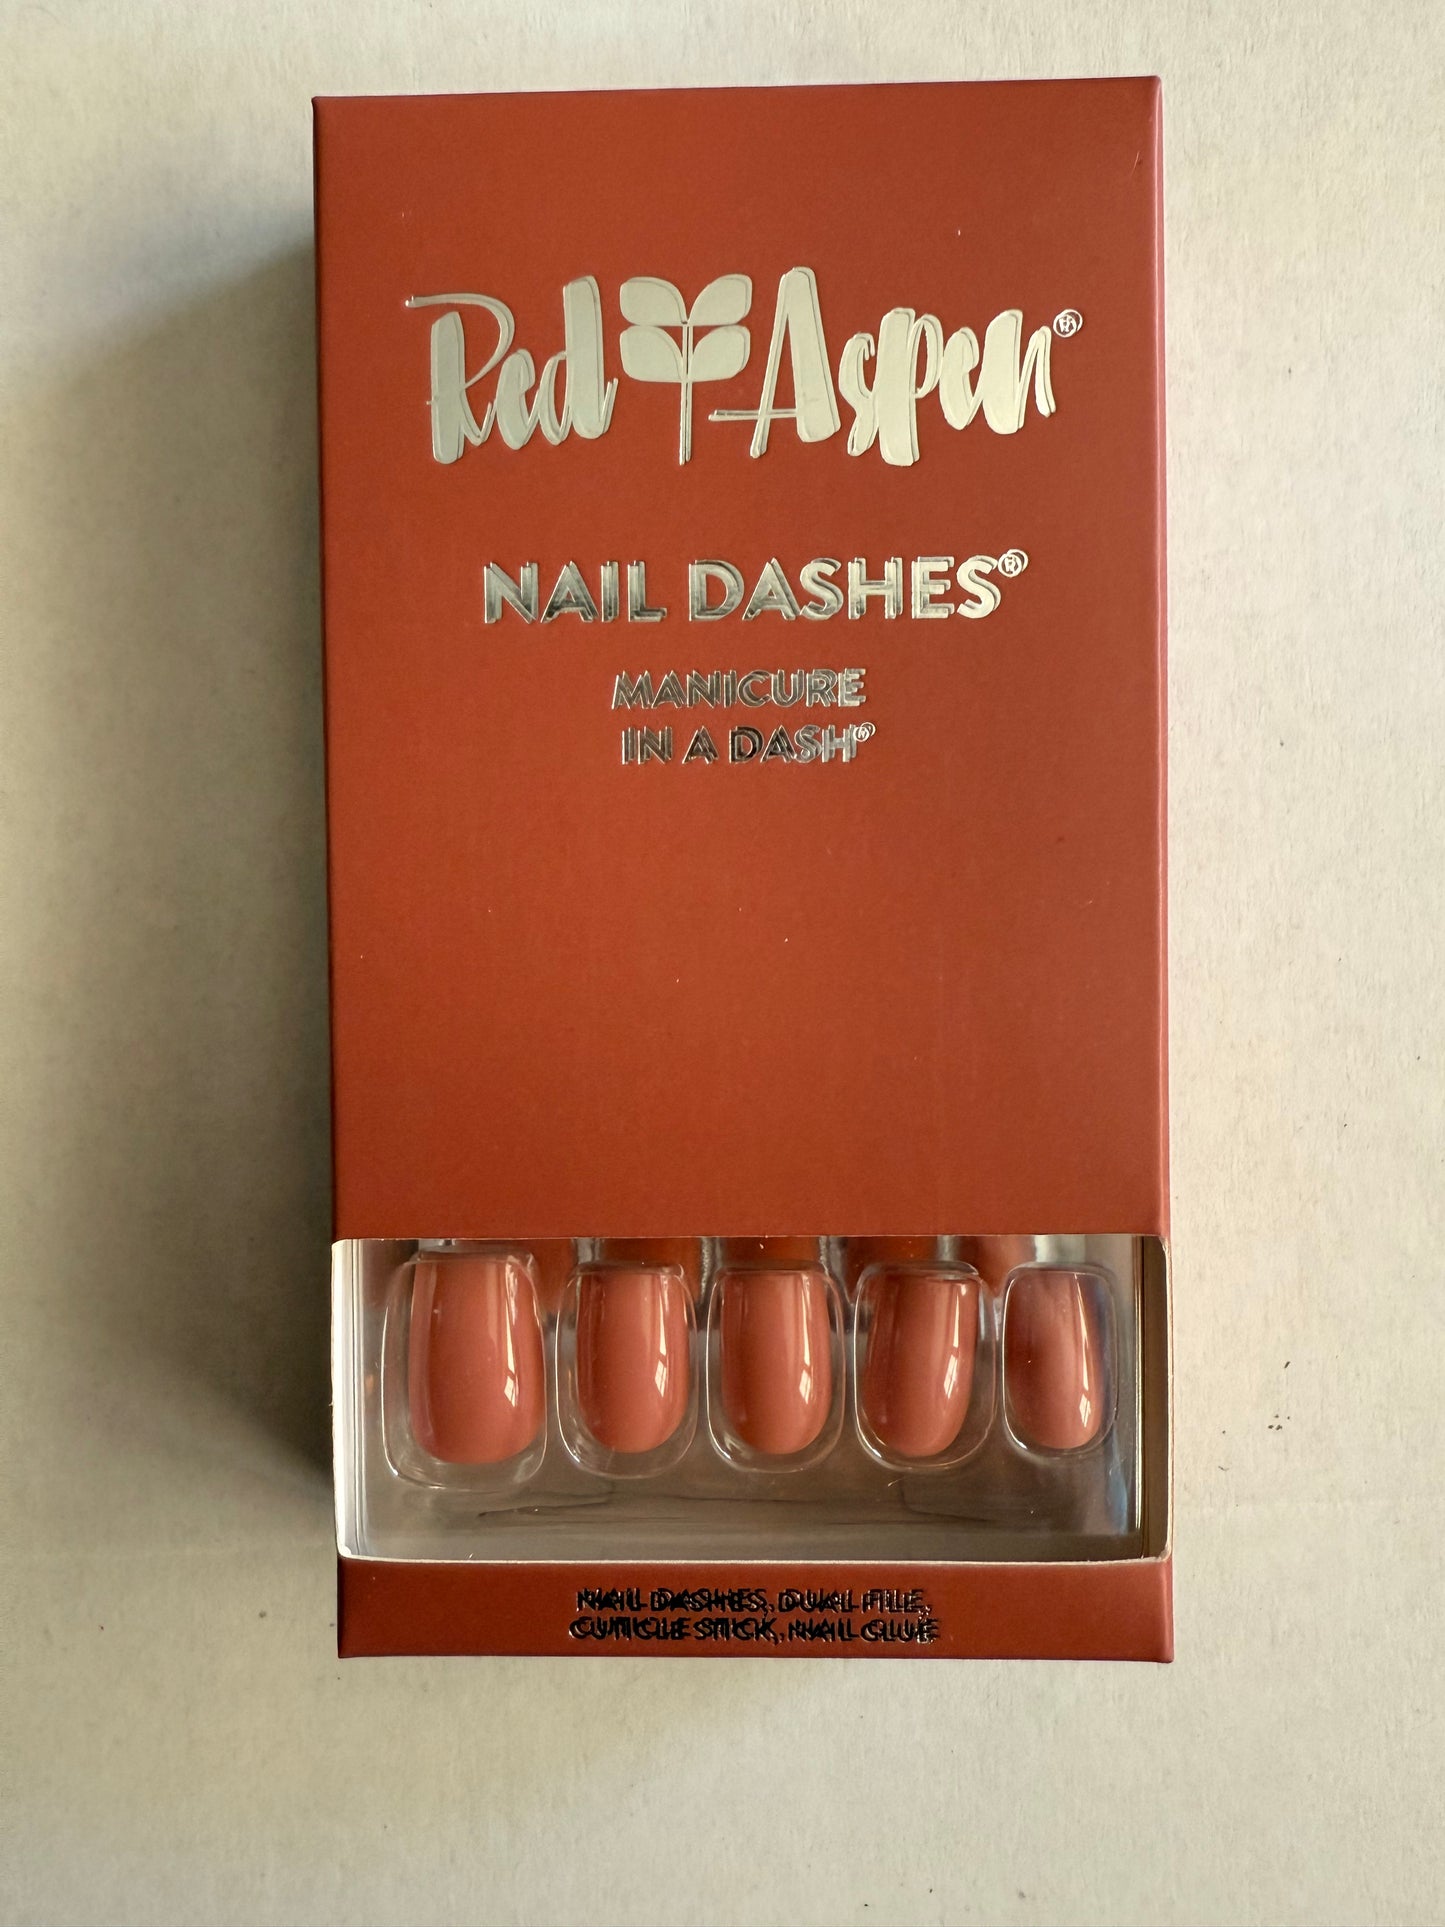 Red Aspen®
NAIL DASHES®
MANICURE
IN A DASH®
NAIL DASHES, DUAL FILE,
CUTICLE STICK, NAIL GLUE